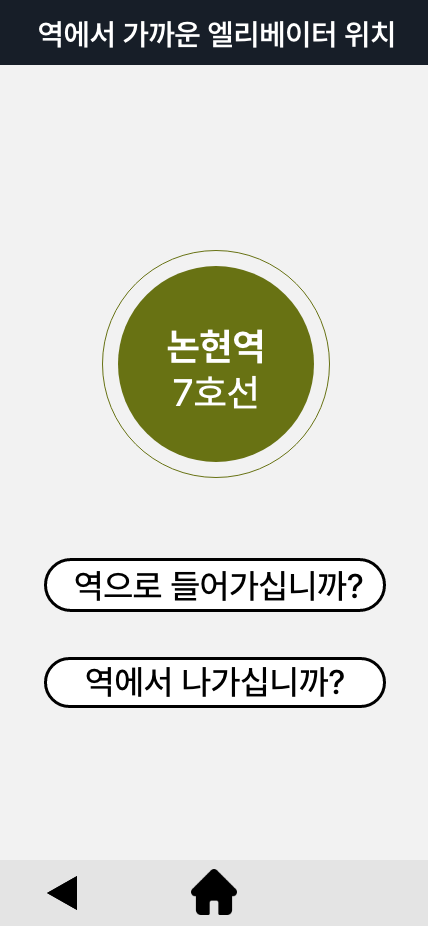 역에서 가까운 엘리베이터 위치
논현역
7호선
역으로 들어가십니까?
역에서 나가십니까?